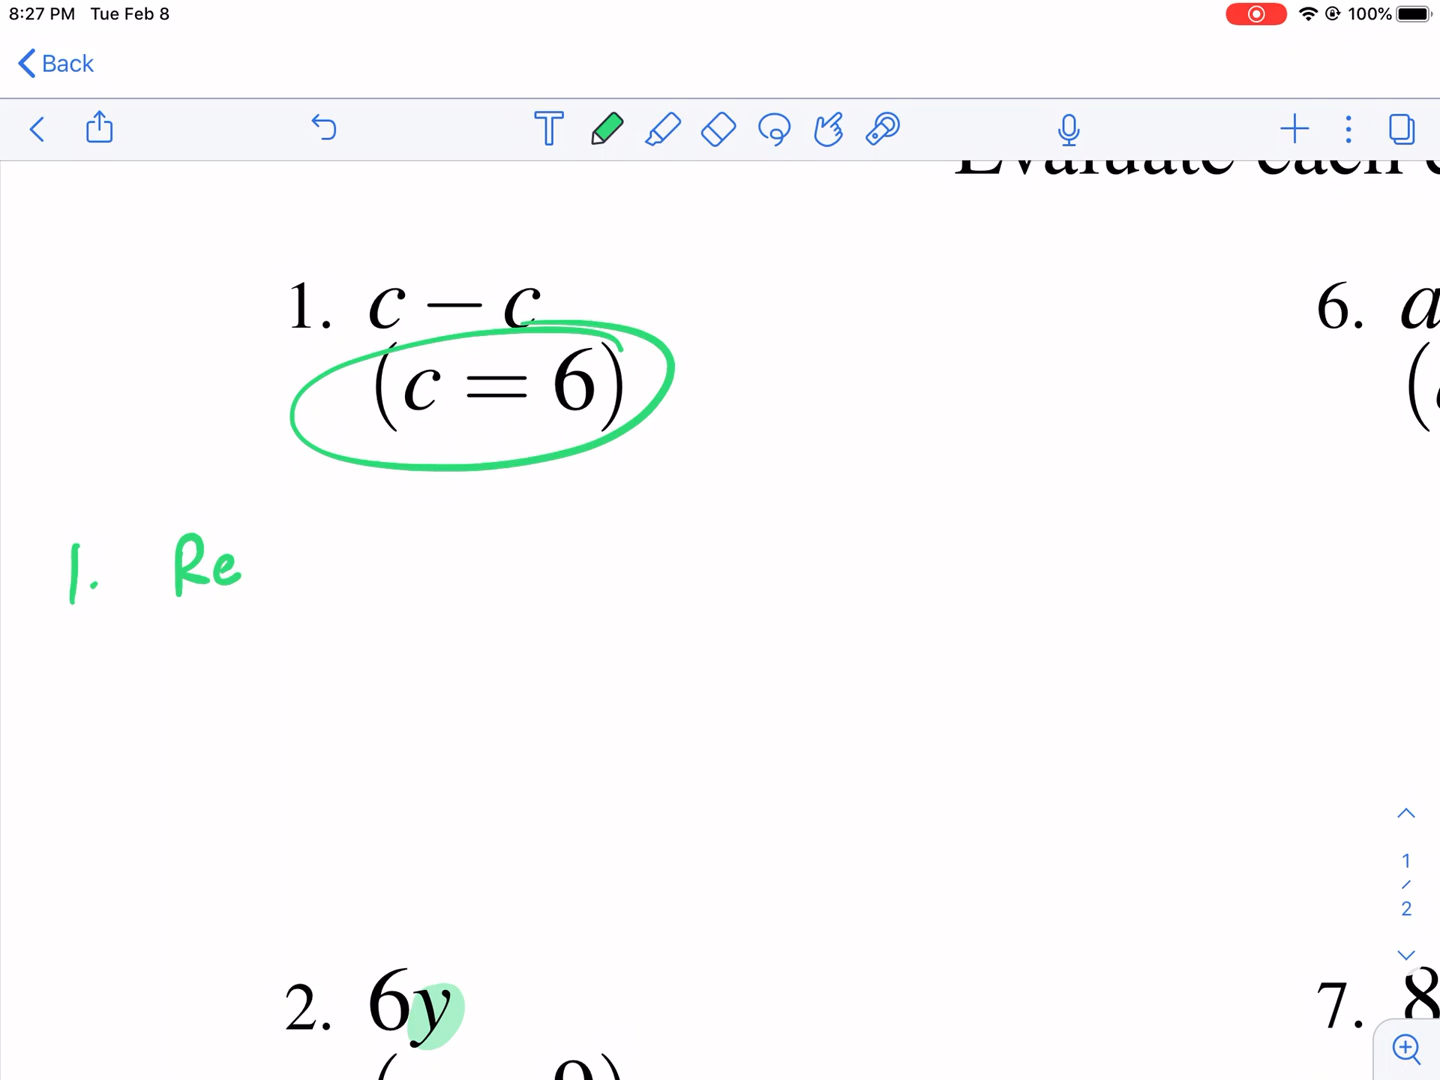 8:27 PM Tue Feb 8
100%
Back
1. c − c
(c = 6)
6. a
(
1. Re
1
/
2
2. 6y
7. 8